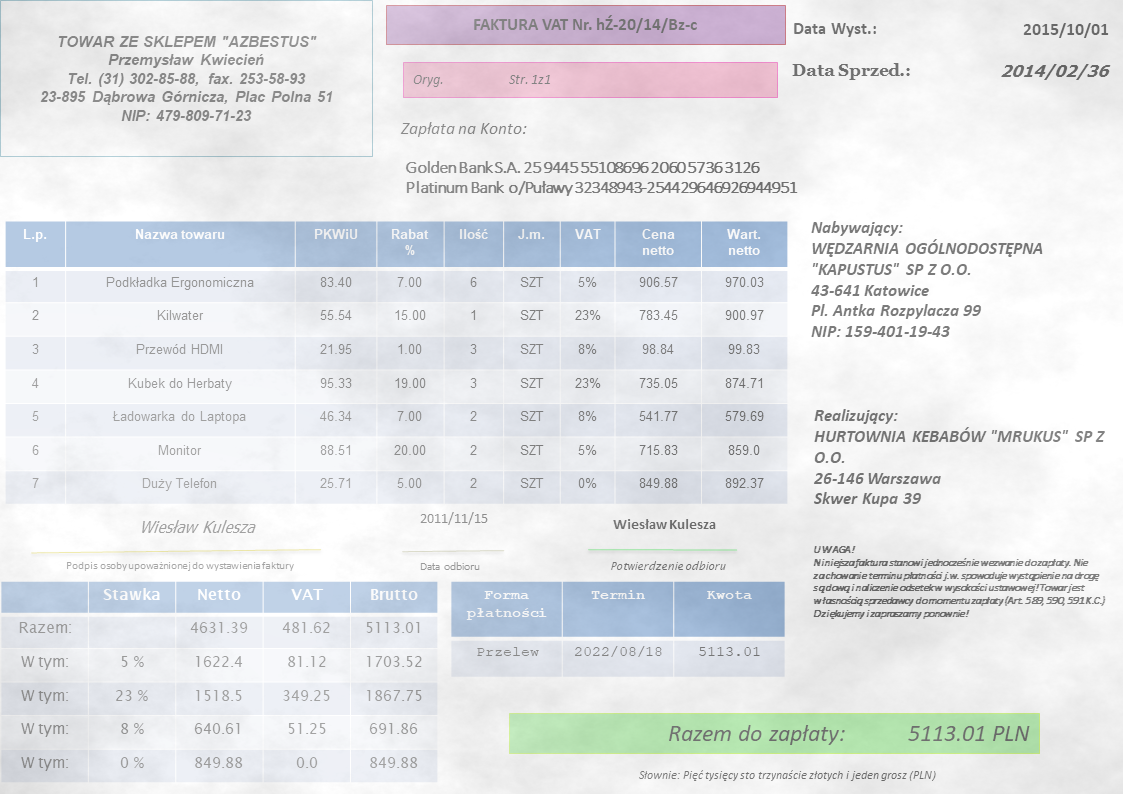 TOWAR ZE SKLEPEM "AZBESTUS"
Przemysław Kwiecień
Tel. (31) 302-85-88, fax. 253-58-93
23-895 Dąbrowa Górnicza, Plac Polna 51
NIP: 479-809-71-23
FAKTURA VAT Nr. hŹ-20/14/Bz-c
Oryg. Str. 1z1
Data Wyst.: 2015/10/01
Data Sprzed.: 2014/02/36
Zapłata na Konto:
Golden Bank S.A. 25 9445 5510 8696 2060 5736 3126
Platinum Bank o/Puławy 32348943-254429646926944951
L.p. Nazwa towaru PKWiU Rabat % Ilość J.m. VAT Cena netto Wart. netto
1 Podkładka Ergonomiczna 83.40 7.00 6 SZT 5% 906.57 970.03
2 Kilwater 55.54 15.00 1 SZT 23% 783.45 900.97
3 Przewód HDMI 21.95 1.00 3 SZT 8% 98.84 99.83
4 Kubek do Herbaty 95.33 19.00 3 SZT 23% 735.05 874.71
5 Ładowarka do Laptopa 46.34 7.00 2 SZT 8% 541.77 579.69
6 Monitor 88.51 20.00 2 SZT 5% 715.83 859.0
7 Duży Telefon 25.71 5.00 2 SZT 0% 849.88 892.37
Nabywający:
WĘDZARNIA OGÓLNODOSTĘPNA
"KAPUSTUS" SP Z O.O.
43-641 Katowice
Pl. Antka Rozpylacza 99
NIP: 159-401-19-43
Realizujący:
HURTOWNIA KEBABÓW "MRUKUS" SP Z
O.O.
26-146 Warszawa
Skwer Kupa 39
Wiesław Kulesza
Podpis osoby upoważnionej do wystawienia faktury
2011/11/15
Data odbioru
Wiesław Kulesza
Potwierdzenie odbioru
UWAGA!
Niniejsza faktura stanowi jednocześnie wezwanie do zapłaty. Nie
zachowanie terminu płatności j.w. spowoduje wystąpienie na drogę
sądową i naliczenie odsetek w wysokości ustawowej! Towar jest
własnością sprzedawcy do momentu zapłaty (Art. 589, 590, 591 K.C.)
Dziękujemy i zapraszamy ponownie!
Stawka Netto VAT Brutto
Razem: 4631.39 481.62 5113.01
W tym: 5 % 1622.4 81.12 1703.52
W tym: 23 % 1518.5 349.25 1867.75
W tym: 8 % 640.61 51.25 691.86
W tym: 0 % 849.88 0.0 849.88
Forma płatności Termin Kwota
Przelew 2022/08/18 5113.01
Razem do zapłaty: 5113.01 PLN
Słownie: Pięć tysięcy sto trzynaście złotych i jeden grosz (PLN)